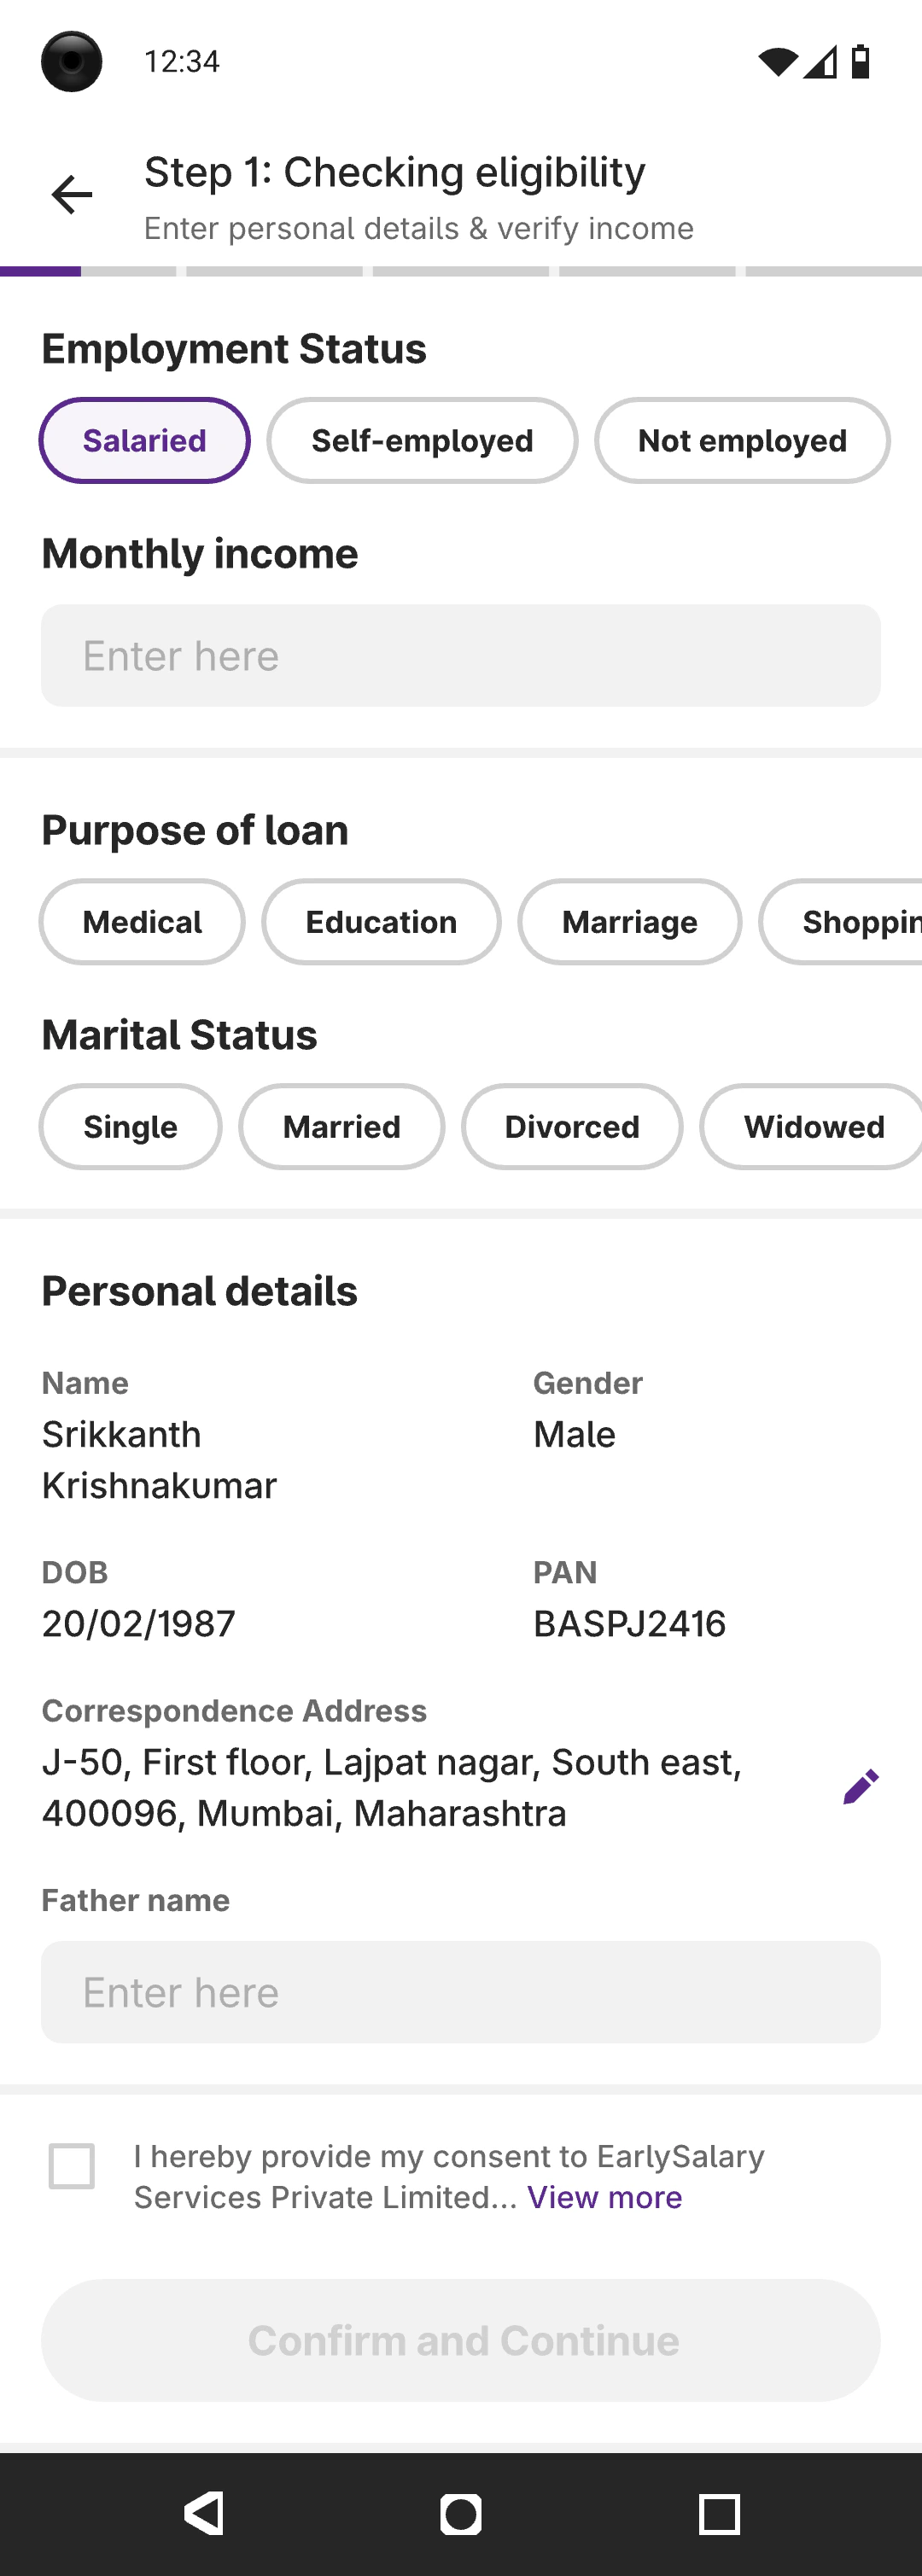 12:34
Step 1: Checking eligibility
Enter personal details & verify income
Employment Status
Salaried Self-employed Not employed
Monthly income
Enter here
Purpose of loan
Medical Education Marriage Shoppin
Marital Status
Single Married Divorced Widowed
Personal details
Name Gender
Srikkanth Male
Krishnakumar
DOB PAN
20/02/1987 BASPJ2416
Correspondence Address
J-50, First floor, Lajpat nagar, South east,
400096, Mumbai, Maharashtra
Father name
Enter here
I hereby provide my consent to EarlySalary
Services Private Limited... View more
Confirm and Continue